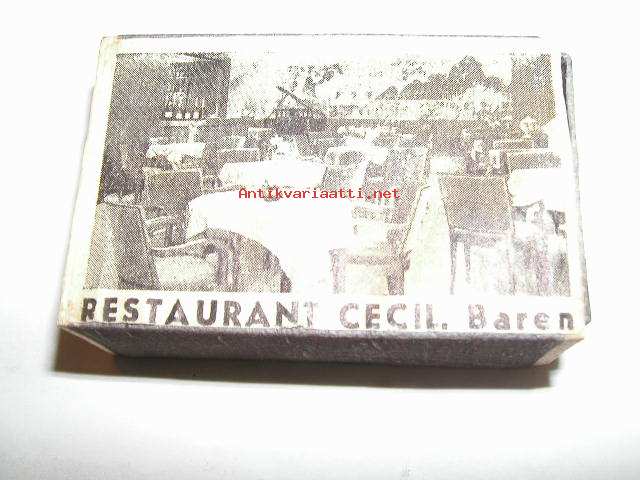 Antikvariaatti.net
RESTAURANT CECIL. Baren